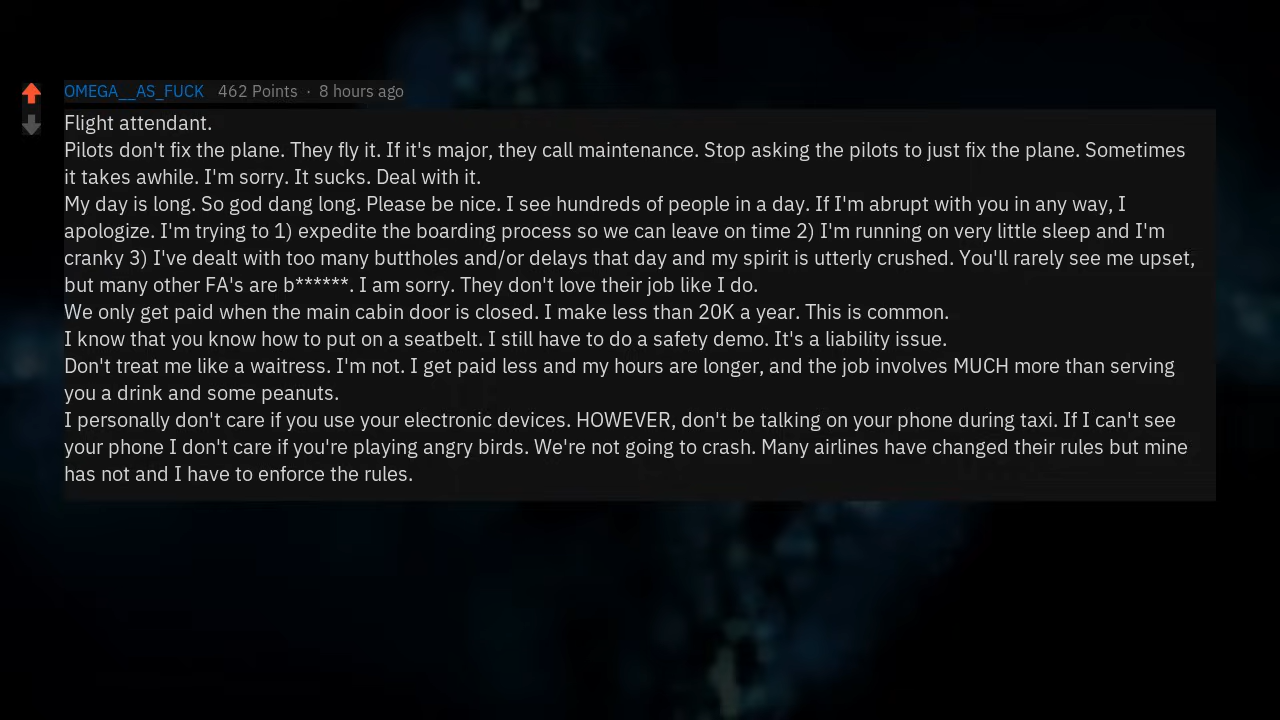 OMEGA__AS_FUCK 462 Points · 8 hours ago
Flight attendant.
Pilots don't fix the plane. They fly it. If it's major, they call maintenance. Stop asking the pilots to just fix the plane. Sometimes
it takes awhile. I'm sorry. It sucks. Deal with it.
My day is long. So god dang long. Please be nice. I see hundreds of people in a day. If I'm abrupt with you in any way, I
apologize. I'm trying to 1) expedite the boarding process so we can leave on time 2) I'm running on very little sleep and I'm
cranky 3) I've dealt with too many buttholes and/or delays that day and my spirit is utterly crushed. You'll rarely see me upset,
but many other FA's are b******. I am sorry. They don't love their job like I do.
We only get paid when the main cabin door is closed. I make less than 20K a year. This is common.
I know that you know how to put on a seatbelt. I still have to do a safety demo. It's a liability issue.
Don't treat me like a waitress. I'm not. I get paid less and my hours are longer, and the job involves MUCH more than serving
you a drink and some peanuts.
I personally don't care if you use your electronic devices. HOWEVER, don't be talking on your phone during taxi. If I can't see
your phone I don't care if you're playing angry birds. We're not going to crash. Many airlines have changed their rules but mine
has not and I have to enforce the rules.